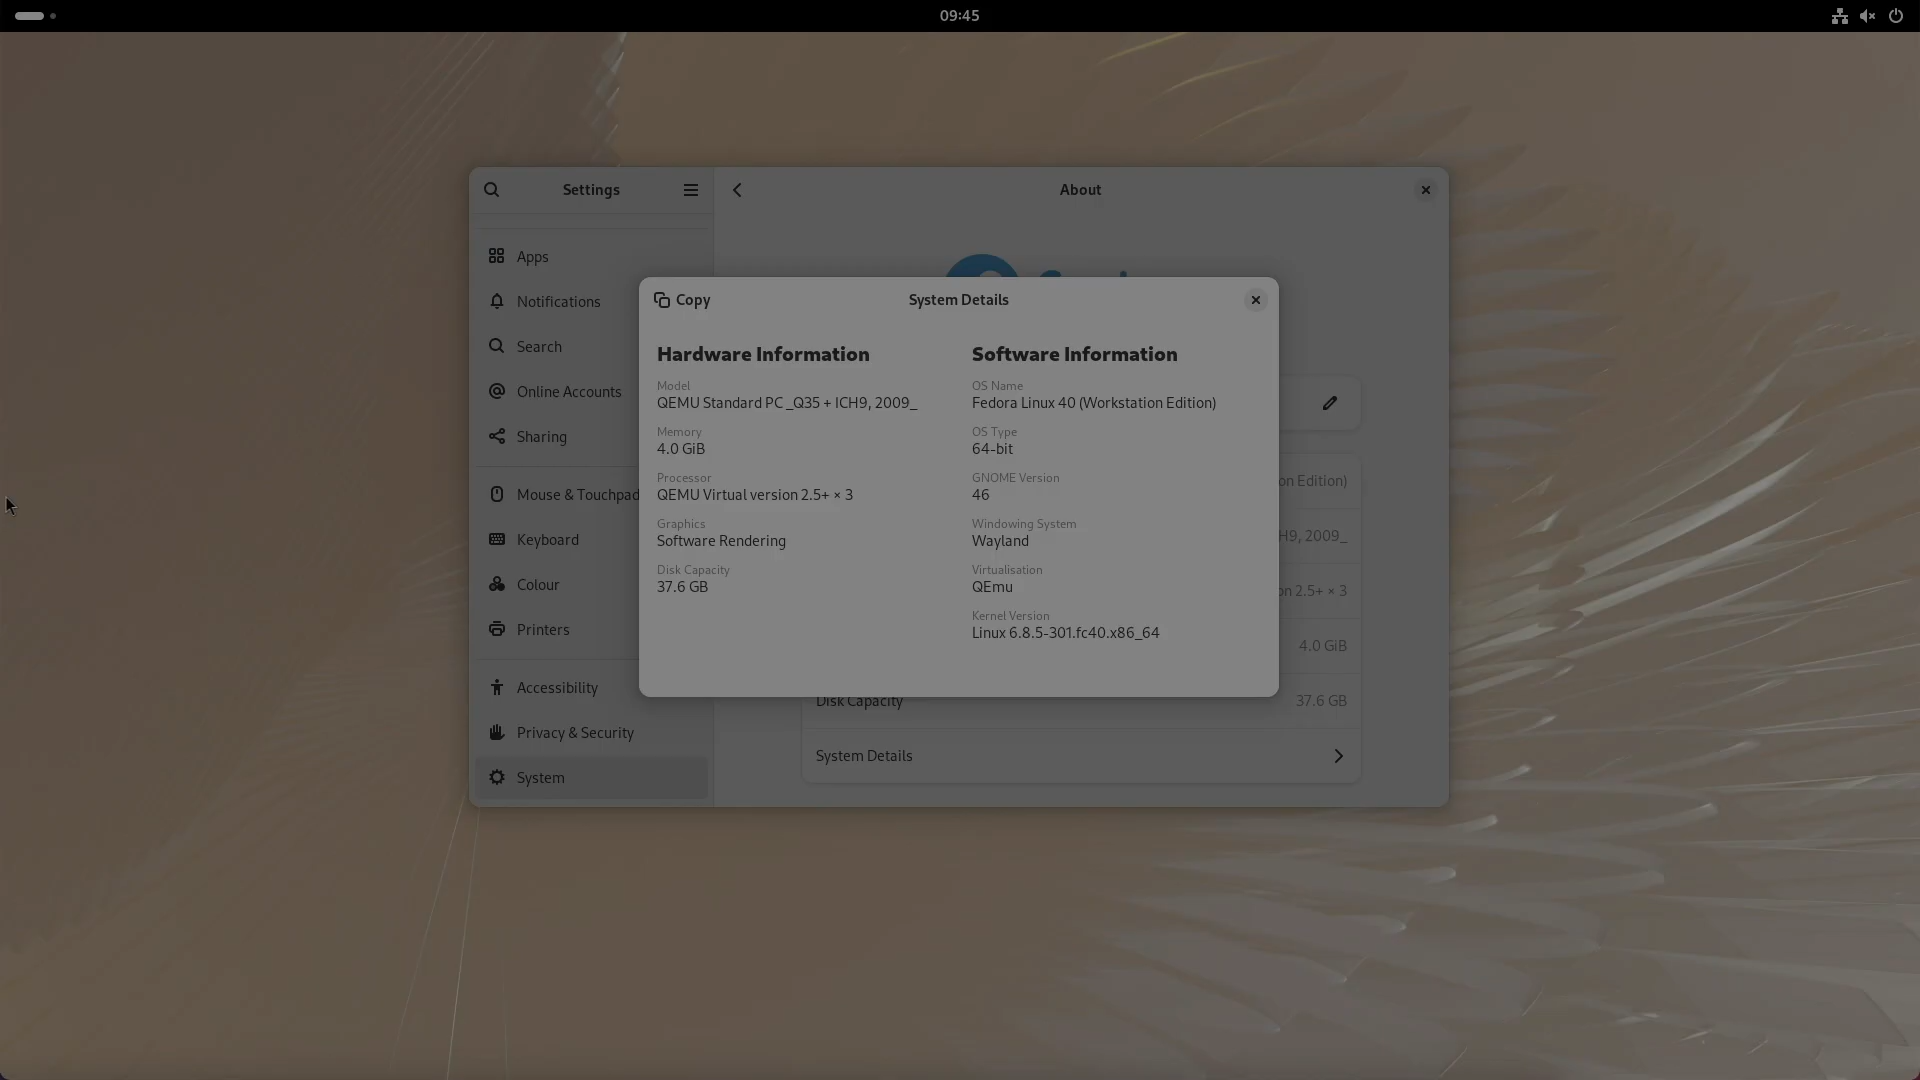 09:45
Settings
About
Apps
Notifications
Search
Online Accounts
Sharing
Mouse & Touchpad
Keyboard
Colour
Printers
Accessibility
Privacy & Security
System
Copy
System Details
Hardware Information
Model
QEMU Standard PC _Q35 + ICH9, 2009_
Memory
4.0 GiB
Processor
QEMU Virtual version 2.5+ × 3
Graphics
Software Rendering
Disk Capacity
37.6 GB
Software Information
OS Name
Fedora Linux 40 (Workstation Edition)
OS Type
64-bit
GNOME Version
46
Windowing System
Wayland
Virtualisation
QEmu
Kernel Version
Linux 6.8.5-301.fc40.x86_64
on Edition)
H9, 2009_
on 2.5+ × 3
4.0 GiB
Disk Capacity
37.6 GB
System Details